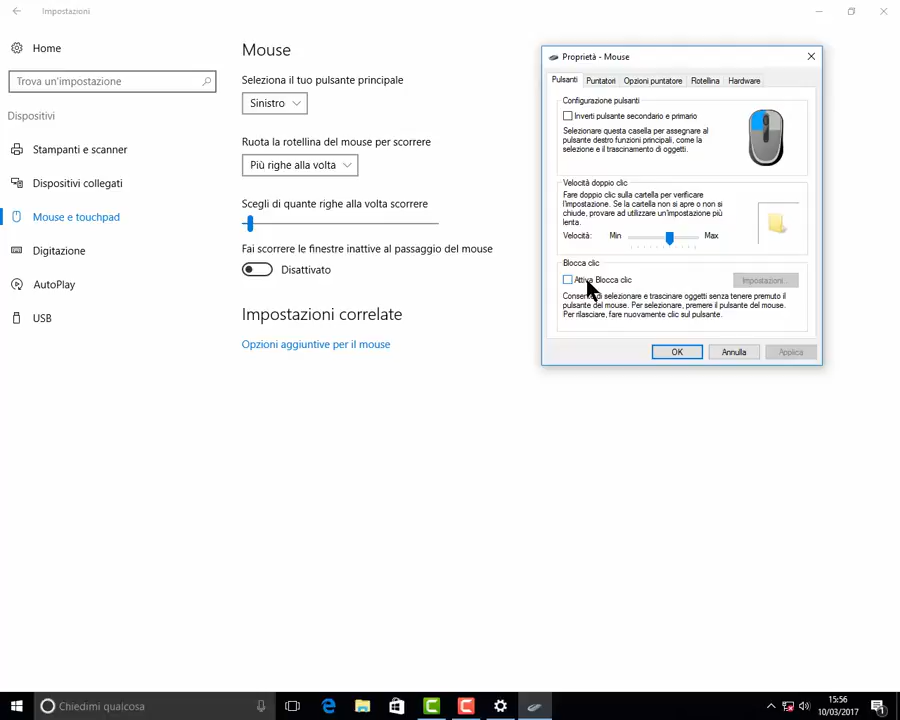 Impostazioni
Home
Trova un'impostazione
Dispositivi
Stampanti e scanner
Dispositivi collegati
Mouse e touchpad
Digitazione
AutoPlay
USB
Mouse
Seleziona il tuo pulsante principale
Sinistro
Ruota la rotellina del mouse per scorrere
Più righe alla volta
Scegli di quante righe alla volta scorrere
Fai scorrere le finestre inattive al passaggio del mouse
Disattivato
Impostazioni correlate
Opzioni aggiuntive per il mouse
Proprietà - Mouse
Pulsanti Puntatori Opzioni puntatore Rotellina Hardware
Configurazione pulsanti
Inverti pulsante secondario e primario
Selezionare questa casella per assegnare al
pulsante destro funzioni principali, come la
selezione e il trascinamento di oggetti.
Velocità doppio clic
Fare doppio clic sulla cartella per verificare
l'impostazione. Se la cartella non si apre o non si
chiude, provare ad utilizzare un'impostazione più
lenta.
Velocità: Min Max
Blocca clic
Attiva Blocca clic Impostazioni...
Consente di selezionare e trascinare oggetti senza tenere premuto il
pulsante del mouse. Per selezionare, premere il pulsante del mouse.
Per rilasciare, fare nuovamente clic sul pulsante.
OK Annulla Applica
Chiedimi qualcosa
15:56
10/03/2017
1